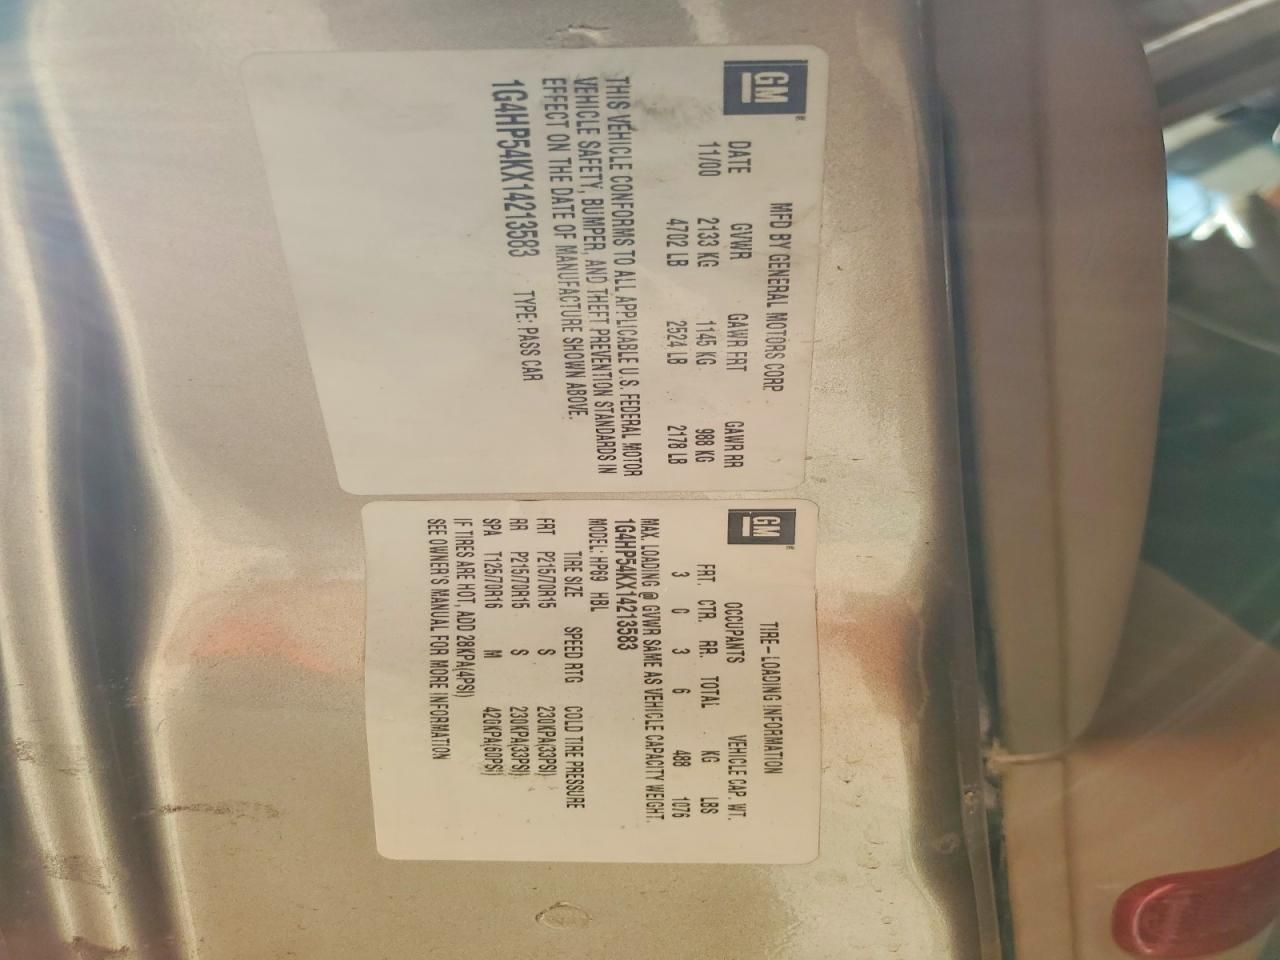 GM
MFD BY GENERAL MOTORS CORP
DATE GVWR GAWR FRT GAWR RR
11/00 2133 KG 1145 KG 988 KG
4702 LB 2524 LB 2178 LB
THIS VEHICLE CONFORMS TO ALL APPLICABLE U.S. FEDERAL MOTOR
VEHICLE SAFETY, BUMPER, AND THEFT PREVENTION STANDARDS IN
EFFECT ON THE DATE OF MANUFACTURE SHOWN ABOVE.
1G4HP54KX14213583 TYPE: PASS CAR
GM
TIRE-LOADING INFORMATION
OCCUPANTS VEHICLE CAP. WT.
FRT. CTR. RR. TOTAL KG LBS
3 0 3 6 488 1076
MAX. LOADING @ GVWR SAME AS VEHICLE CAPACITY WEIGHT.
1G4HP54KX14213583
MODEL: HP69 HBL
TIRE SIZE SPEED RTG COLD TIRE PRESSURE
FRT P215/70R15 S 230KPA(33PSI)
RR P215/70R15 S 230KPA(33PSI)
SPA T125/70R16 M 420KPA(60PSI)
IF TIRES ARE HOT, ADD 28KPA(4PSI)
SEE OWNER'S MANUAL FOR MORE INFORMATION